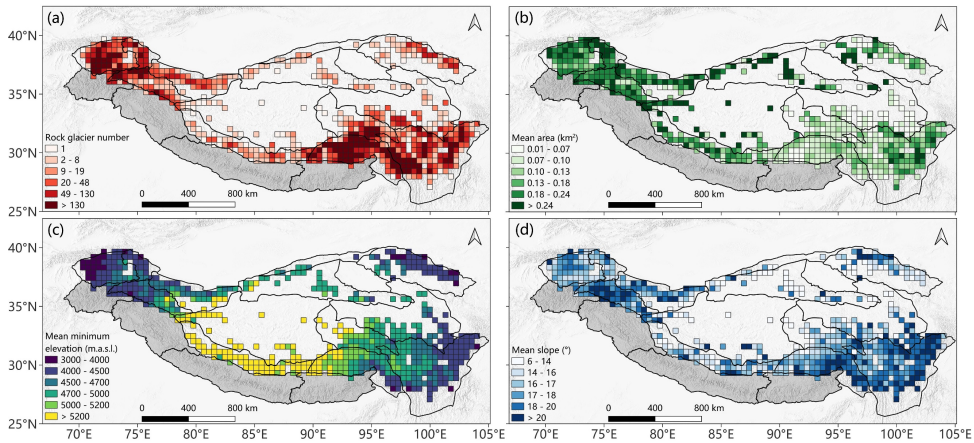 (a)
(b)
40°N
35°N
30°N
25°N
Rock glacier number
1
2 - 8
9 - 19
20 - 48
49 - 130
> 130
0 400 800 km
Mean area (km²)
0.01 - 0.07
0.07 - 0.10
0.10 - 0.13
0.13 - 0.18
0.18 - 0.24
> 0.24
0 400 800 km
(c)
(d)
40°N
35°N
30°N
25°N
Mean minimum
elevation (m.a.s.l.)
3000 - 4000
4000 - 4500
4500 - 4700
4700 - 5000
5000 - 5200
> 5200
0 400 800 km
Mean slope (°)
6 - 14
14 - 16
16 - 17
17 - 18
18 - 20
> 20
0 400 800 km
70°E 75°E 80°E 85°E 90°E 95°E 100°E 105°E
70°E 75°E 80°E 85°E 90°E 95°E 100°E 105°E